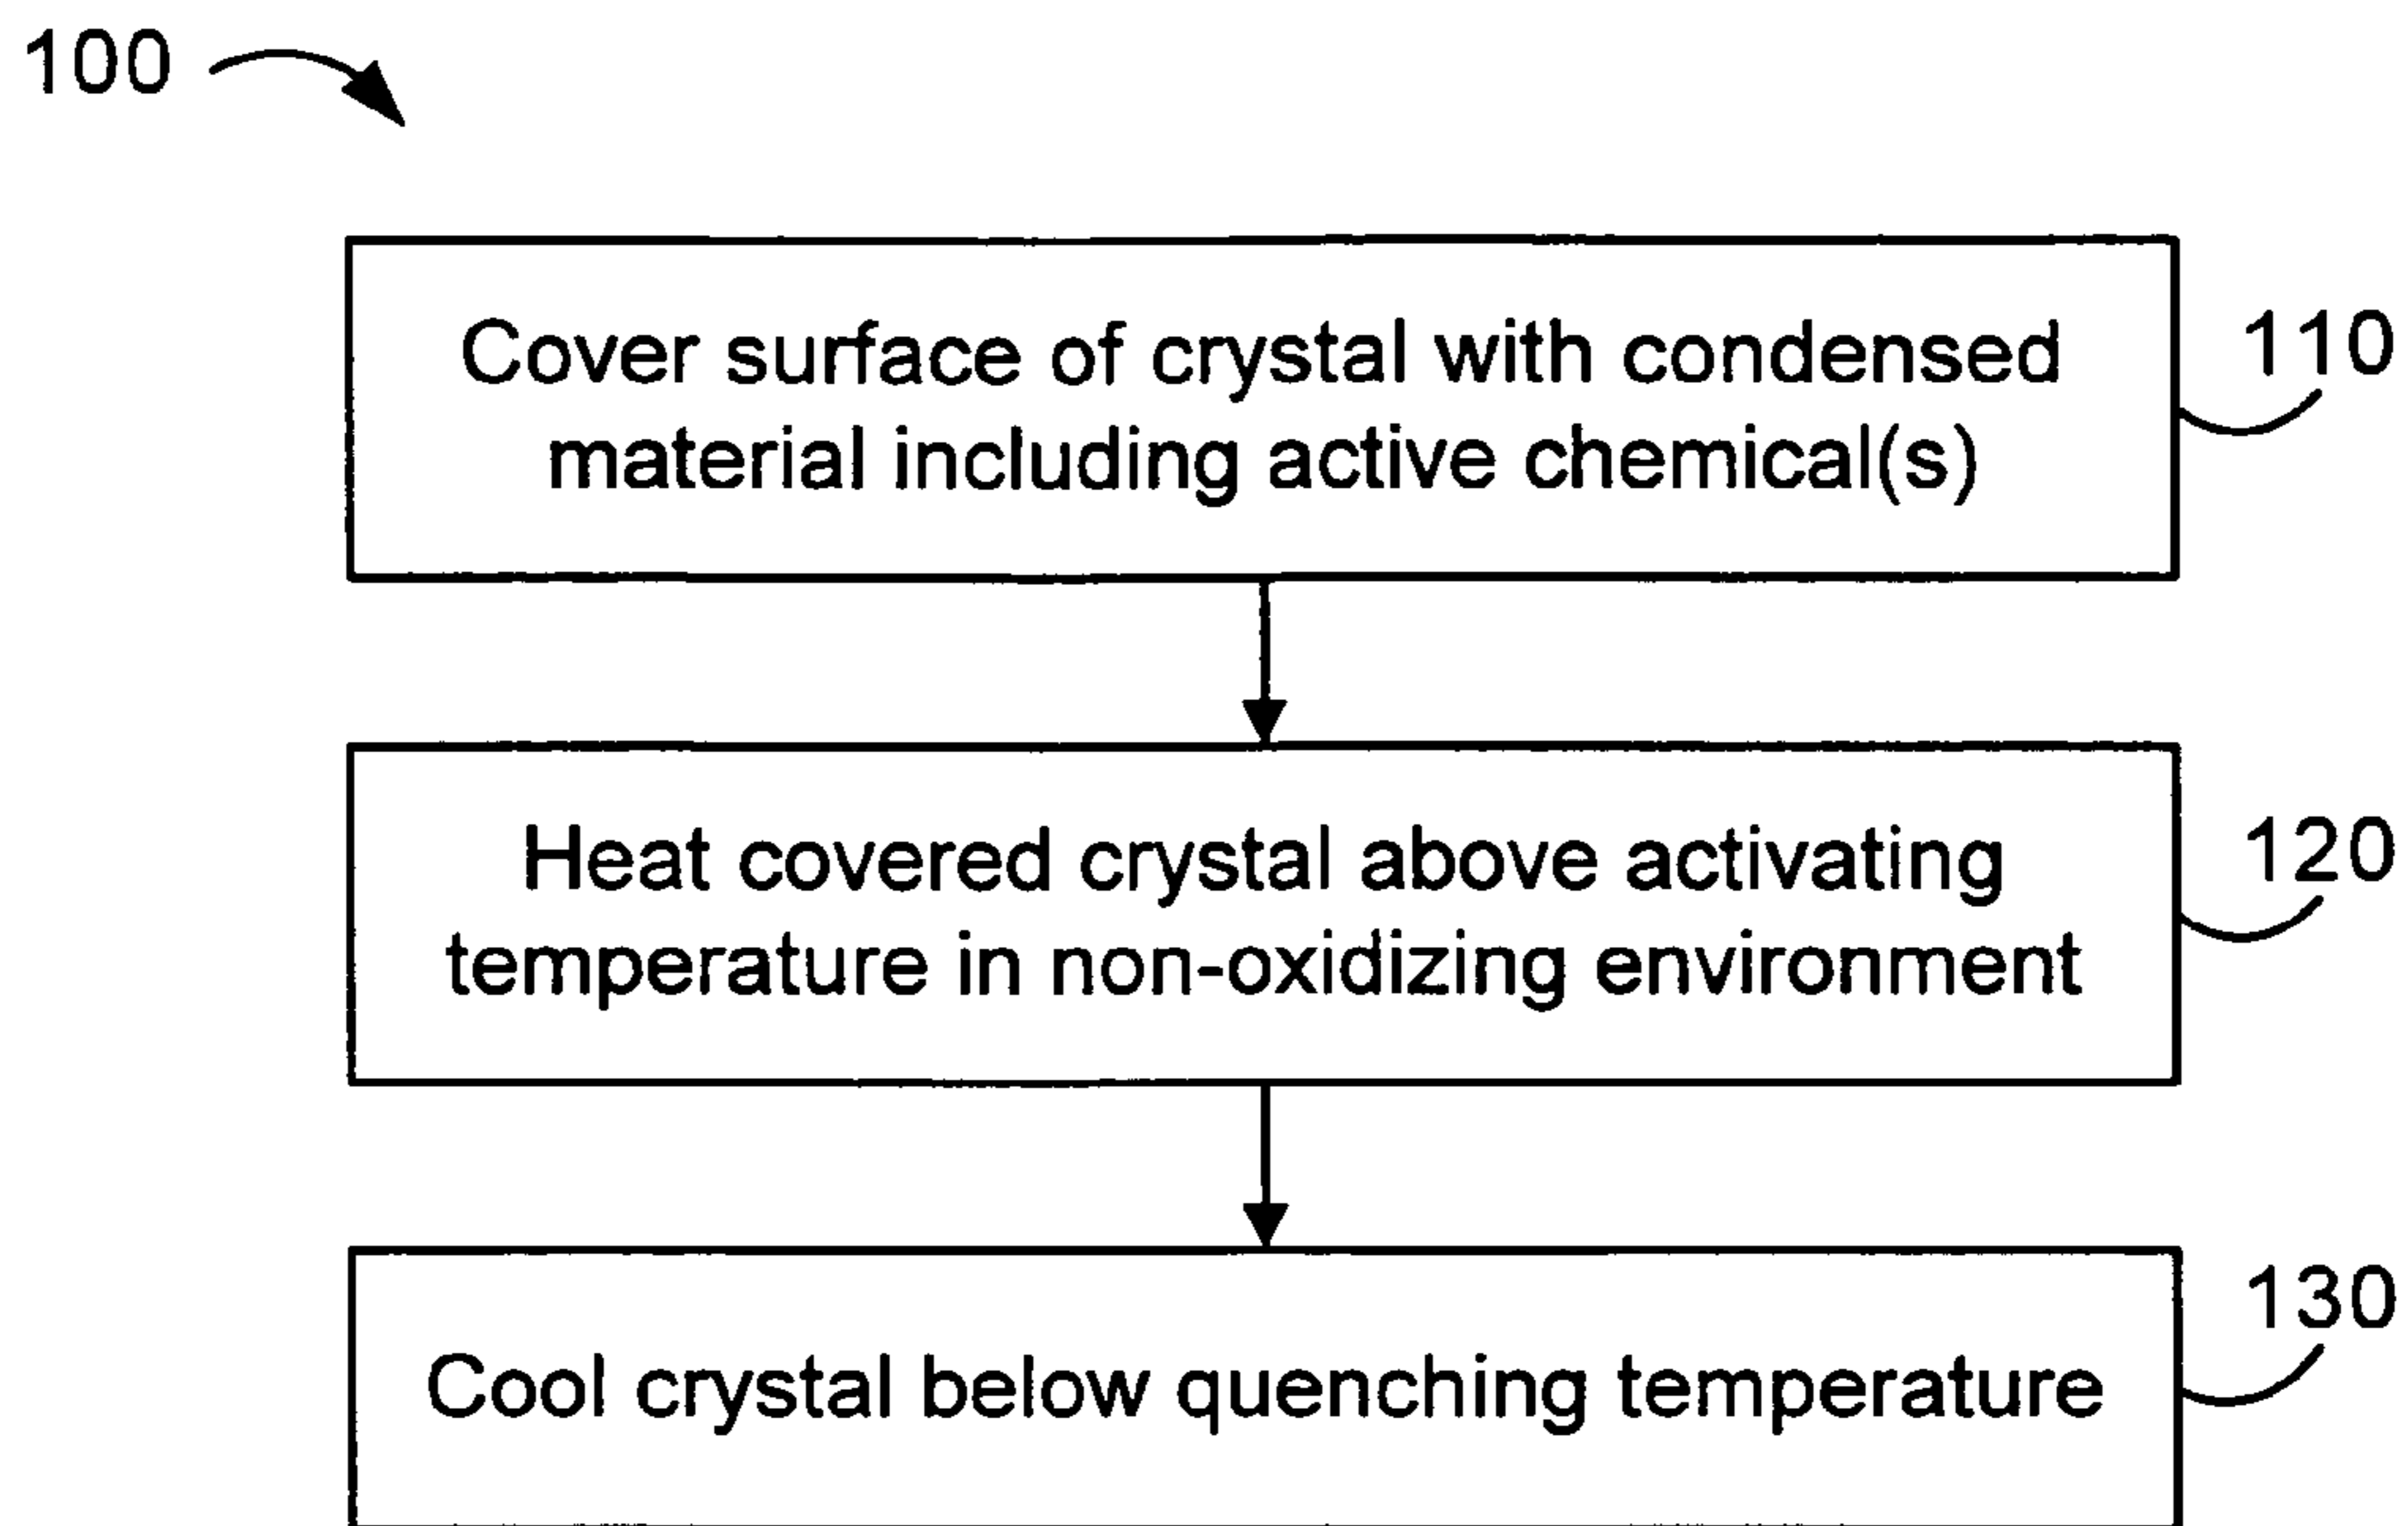 100
Cover surface of crystal with condensed
material including active chemical(s)
110
Heat covered crystal above activating
temperature in non-oxidizing environment
120
Cool crystal below quenching temperature
130